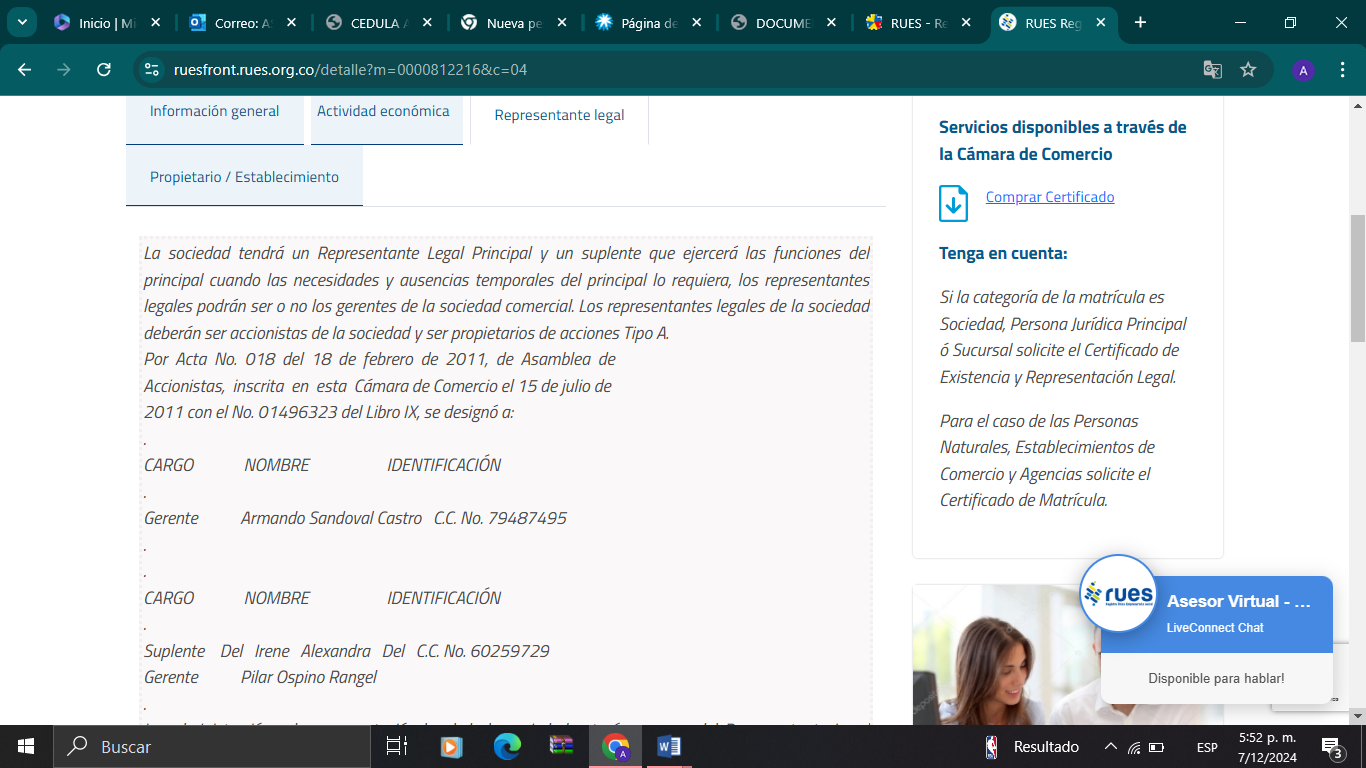 Inicio | Mi
Correo: A
CEDULA A
Nueva pe
Página de
DOCUME
RUES - Re
RUES Reg
ruesfront.rues.org.co/detalle?m=0000812216&c=04
A
Información general
Actividad económica
Representante legal
Propietario / Establecimiento
La sociedad tendrá un Representante Legal Principal y un suplente que ejercerá las funciones del
principal cuando las necesidades y ausencias temporales del principal lo requiera, los representantes
legales podrán ser o no los gerentes de la sociedad comercial. Los representantes legales de la sociedad
deberán ser accionistas de la sociedad y ser propietarios de acciones Tipo A.
Por Acta No. 018 del 18 de febrero de 2011, de Asamblea de
Accionistas, inscrita en esta Cámara de Comercio el 15 de julio de
2011 con el No. 01496323 del Libro IX, se designó a:
.
CARGO NOMBRE IDENTIFICACIÓN
.
Gerente Armando Sandoval Castro C.C. No. 79487495
.
.
CARGO NOMBRE IDENTIFICACIÓN
.
Suplente Del Irene Alexandra Del C.C. No. 60259729
Gerente Pilar Ospino Rangel
.
Servicios disponibles a través de
la Cámara de Comercio
Comprar Certificado
Tenga en cuenta:
Si la categoría de la matrícula es
Sociedad, Persona Jurídica Principal
ó Sucursal solicite el Certificado de
Existencia y Representación Legal.
Para el caso de las Personas
Naturales, Establecimientos de
Comercio y Agencias solicite el
Certificado de Matrícula.
rues
Asesor Virtual - ...
LiveConnect Chat
Disponible para hablar!
Buscar
Resultado
ESP
5:52 p. m.
7/12/2024
3